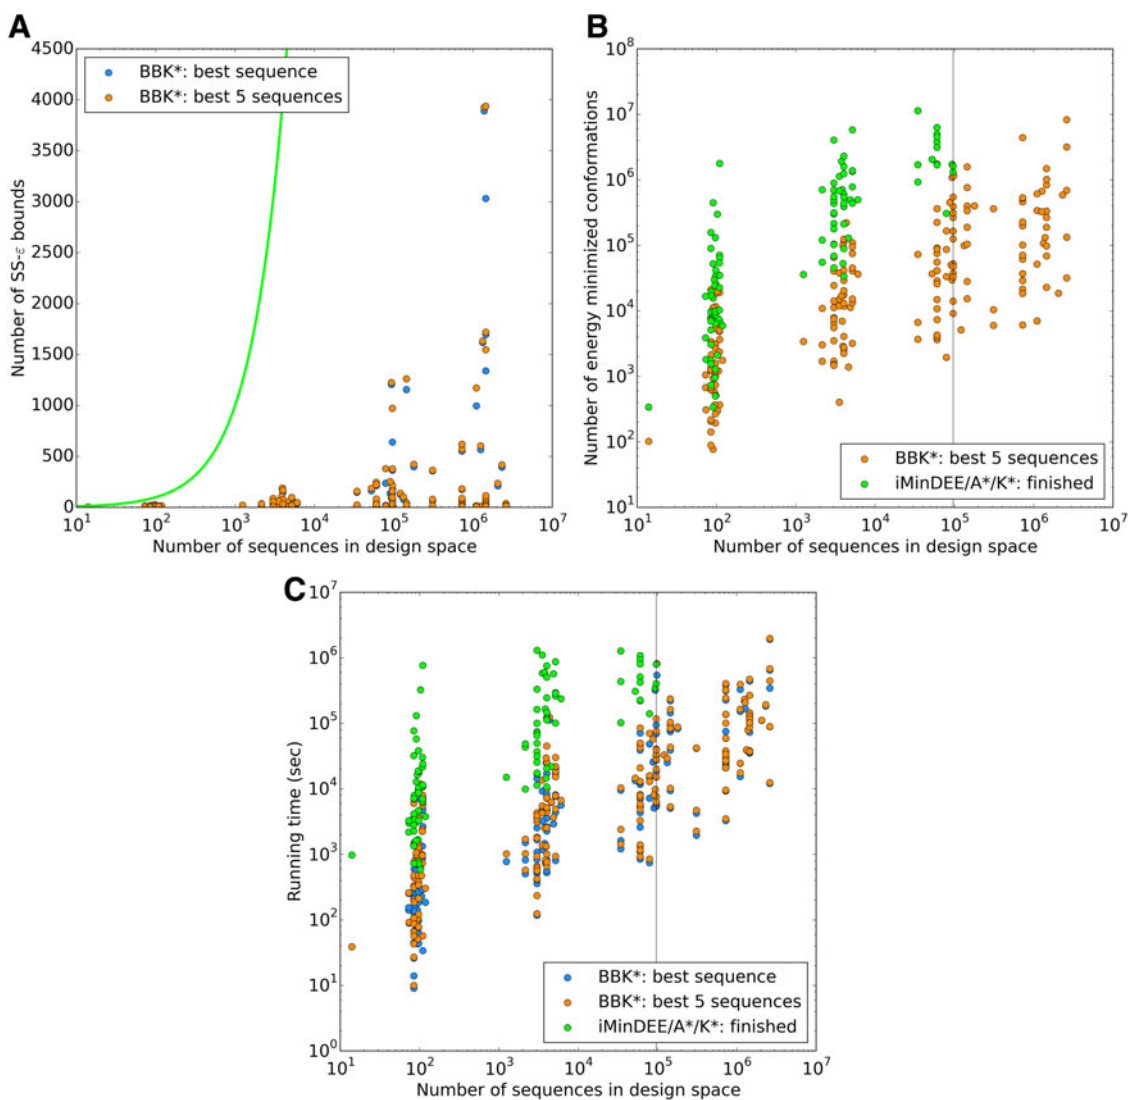 A
Number of SS-ε bounds
4500
4000
3500
3000
2500
2000
1500
1000
500
0
BBK*: best sequence
BBK*: best 5 sequences
10^1 10^2 10^3 10^4 10^5 10^6 10^7
Number of sequences in design space
B
Number of energy minimized conformations
10^8
10^7
10^6
10^5
10^4
10^3
10^2
10^1
BBK*: best 5 sequences
iMinDEE/A*/K*: finished
10^1 10^2 10^3 10^4 10^5 10^6 10^7
Number of sequences in design space
C
Running time (sec)
10^7
10^6
10^5
10^4
10^3
10^2
10^1
10^0
BBK*: best sequence
BBK*: best 5 sequences
iMinDEE/A*/K*: finished
10^1 10^2 10^3 10^4 10^5 10^6 10^7
Number of sequences in design space